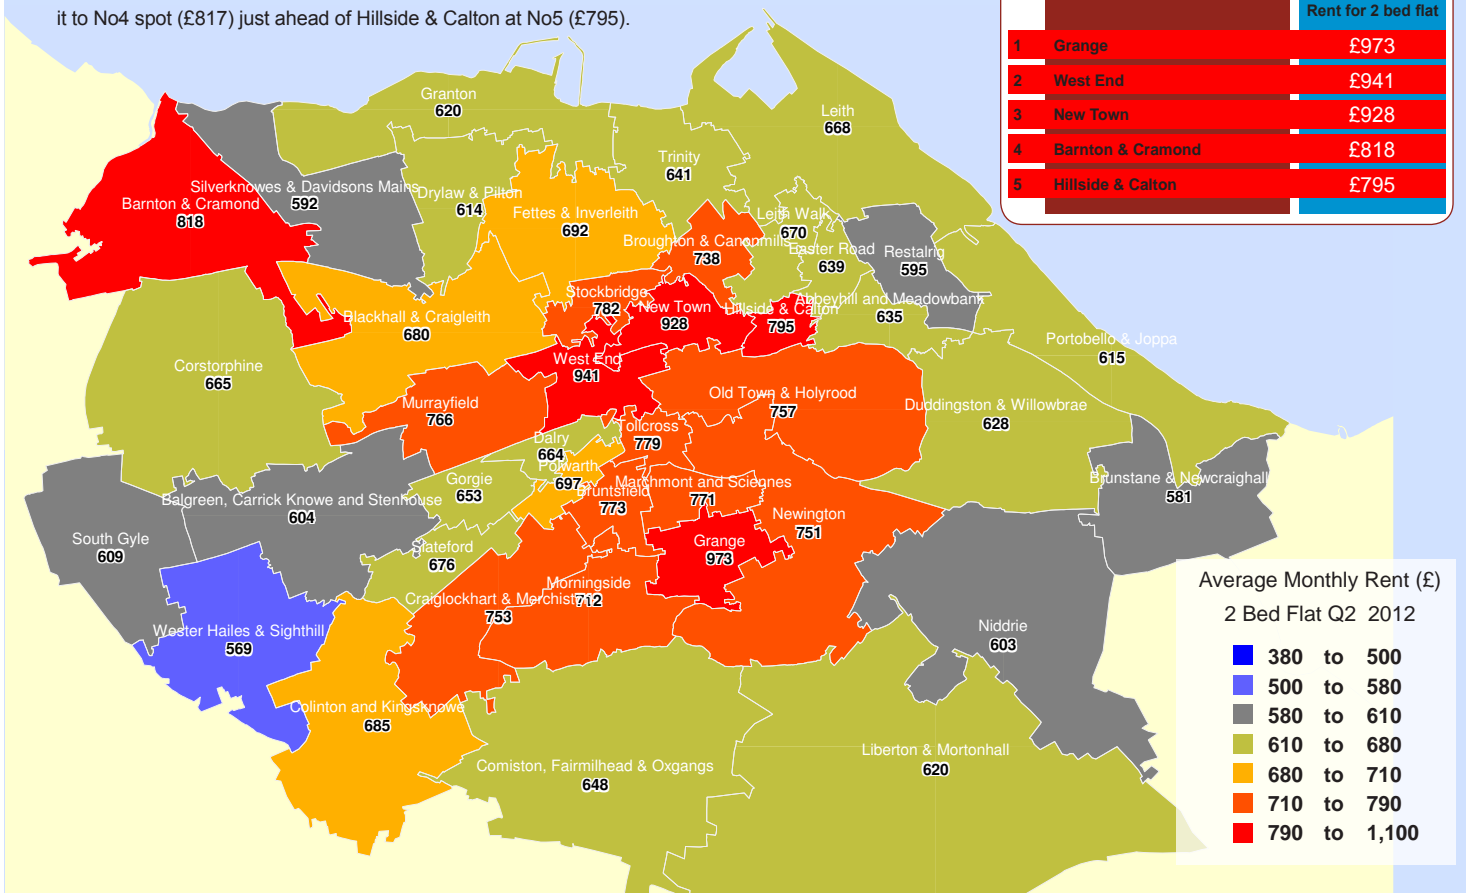 it to No4 spot (£817) just ahead of Hillside & Calton at No5 (£795).
Rent for 2 bed flat
1 Grange £973
2 West End £941
3 New Town £928
4 Barnton & Cramond £818
5 Hillside & Calton £795
Granton
620
Leith
668
Trinity
641
Silverknowes & Davidsons Mains
592
Barnton & Cramond
818
Drylaw & Pilton
614
Fettes & Inverleith
692
Leith Walk
670
Broughton & Canonmills
738
Easter Road
639
Restalrig
595
Stockbridge
782
New Town
928
Hillside & Calton
795
Abbeyhill and Meadowbank
635
Blackhall & Craigleith
680
Portobello & Joppa
615
West End
941
Corstorphine
665
Old Town & Holyrood
757
Murrayfield
766
Duddingston & Willowbrae
628
Tollcross
779
Dalry
664
Polwarth
697
Gorgie
653
Bruntsfield
773
Marchmont and Sciennes
771
Brunstane & Newcraighall
581
Balgreen, Carrick Knowe and Stenhouse
604
Newington
751
South Gyle
609
Grange
973
Slateford
676
Morningside
712
Craiglockhart & Merchiston
753
Wester Hailes & Sighthill
569
Niddrie
603
Colinton and Kingsknowe
685
Liberton & Mortonhall
620
Comiston, Fairmilhead & Oxgangs
648
Average Monthly Rent (£)
2 Bed Flat Q2 2012
380 to 500
500 to 580
580 to 610
610 to 680
680 to 710
710 to 790
790 to 1,100